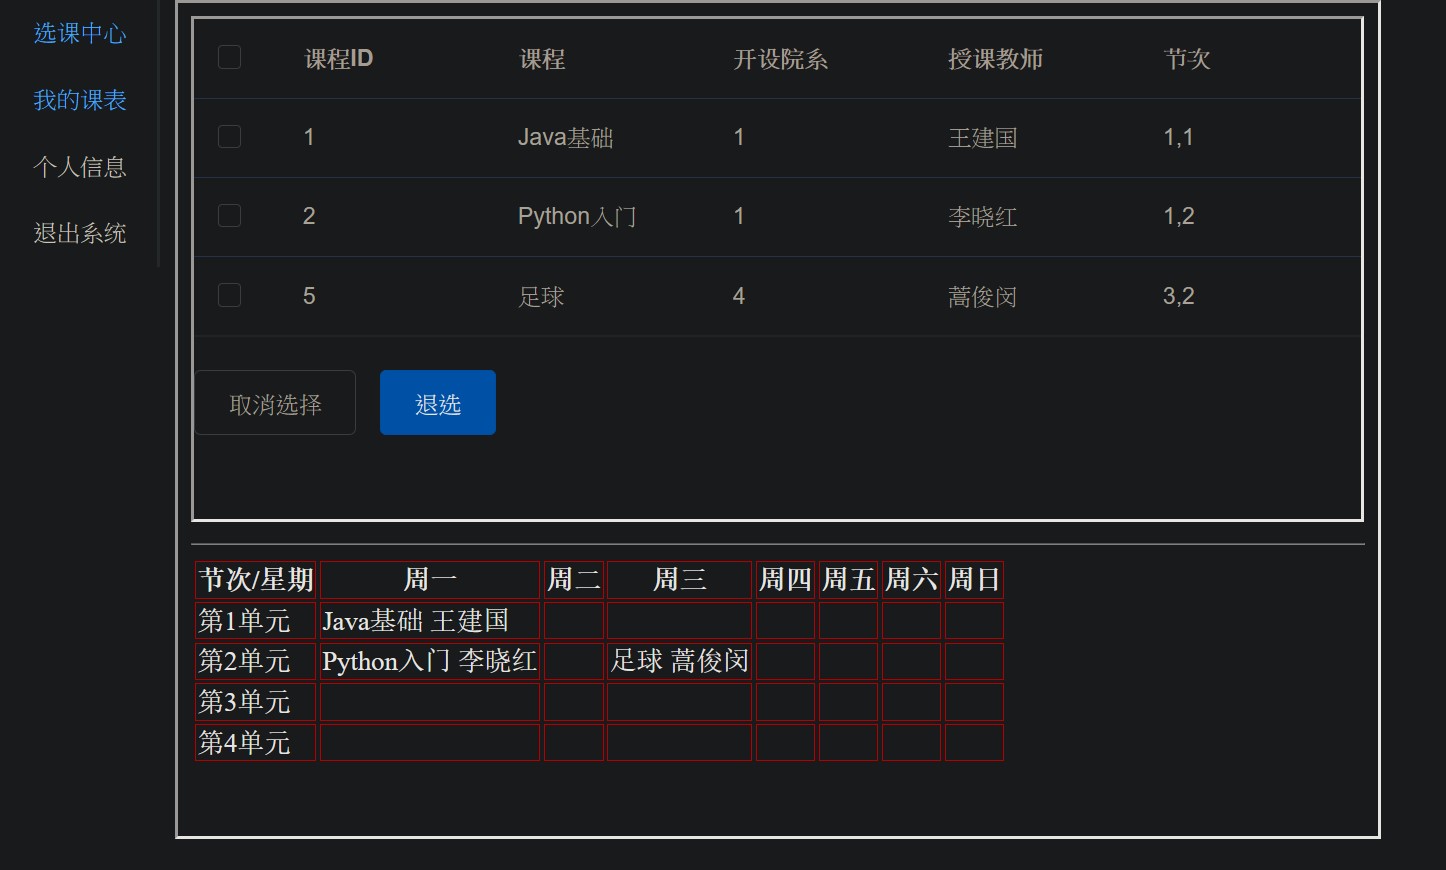 选课中心
我的课表
个人信息
退出系统
课程ID 课程 开设院系 授课教师 节次
1 Java基础 1 王建国 1,1
2 Python入门 1 李晓红 1,2
5 足球 4 蒿俊闵 3,2
取消选择 退选
节次/星期 周一 周二 周三 周四 周五 周六 周日
第1单元 Java基础 王建国
第2单元 Python入门 李晓红 足球 蒿俊闵
第3单元
第4单元